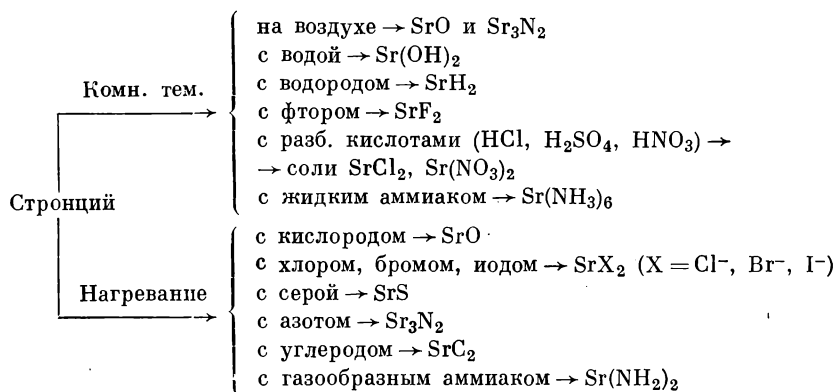 на воздухе → SrO и Sr₃N₂
с водой → Sr(OH)₂
Комн. тем.
с водородом → SrH₂
с фтором → SrF₂
с разб. кислотами (HCl, H₂SO₄, HNO₃) →
→ соли SrCl₂, Sr(NO₃)₂
с жидким аммиаком → Sr(NH₃)₆
Стронций
с кислородом → SrO
с хлором, бромом, иодом → SrX₂ (X = Cl⁻, Br⁻, I⁻)
Нагревание
с серой → SrS
с азотом → Sr₃N₂
с углеродом → SrC₂
с газообразным аммиаком → Sr(NH₂)₂